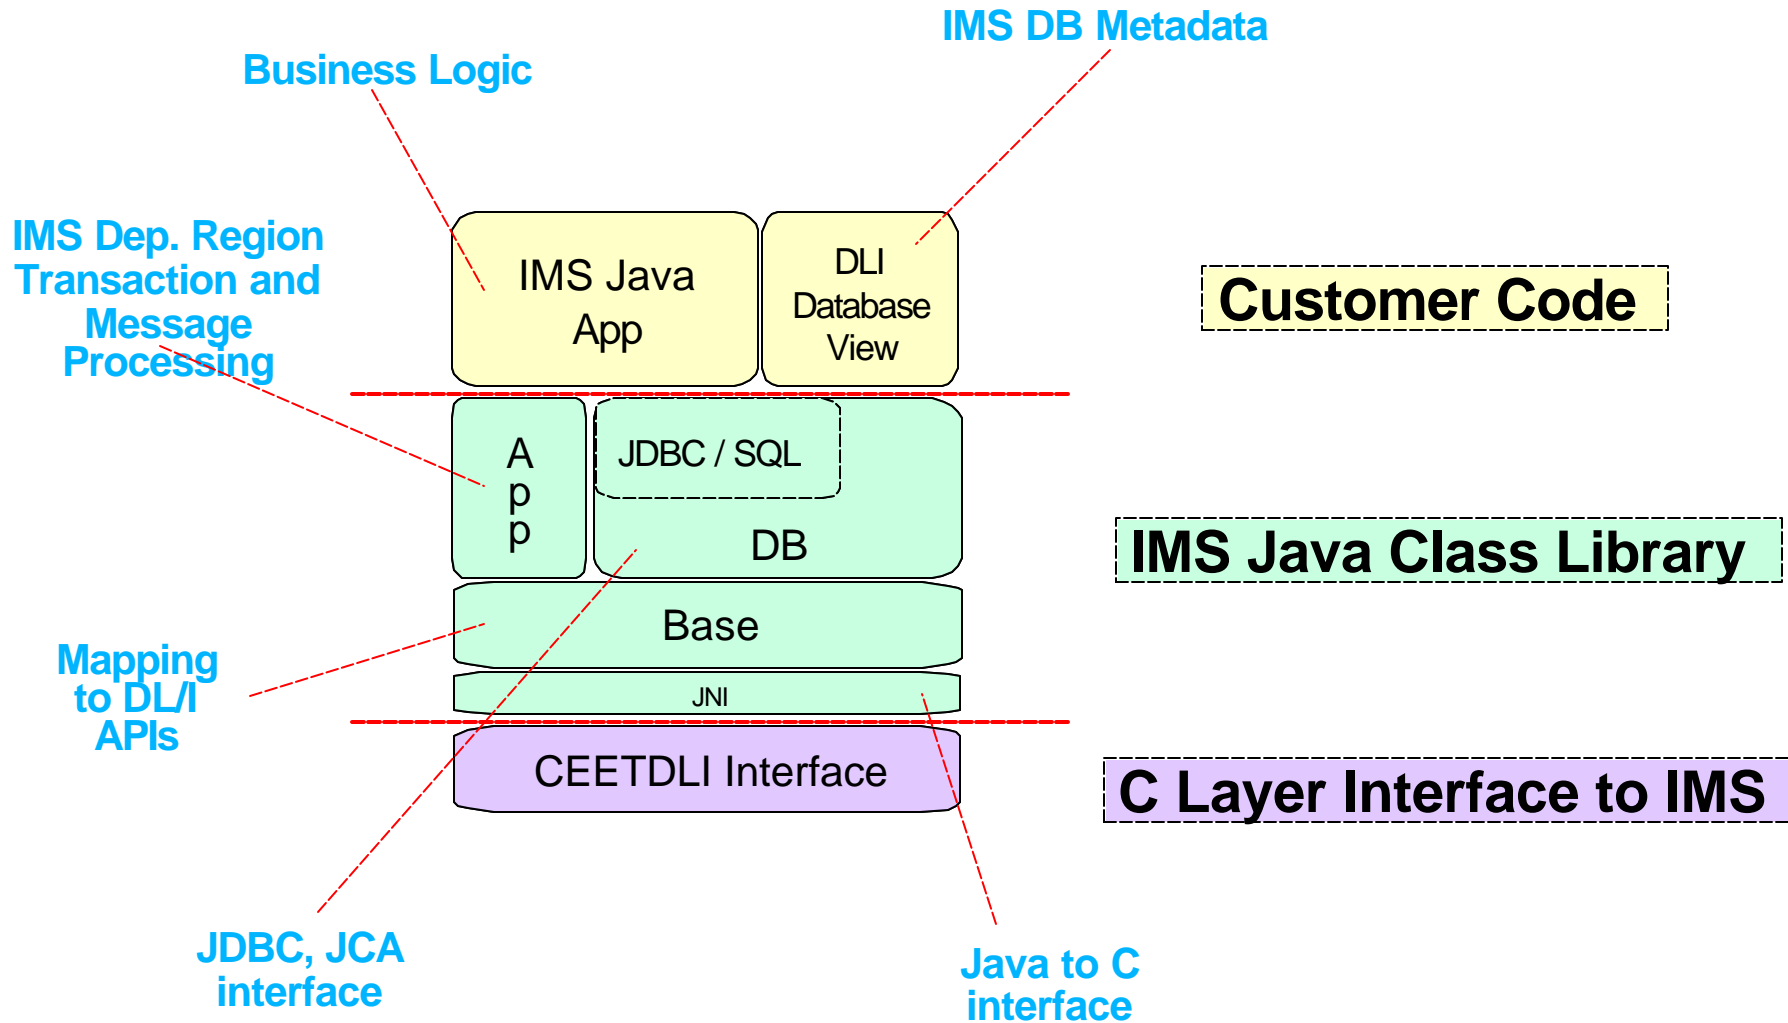 IMS DB Metadata
Business Logic
IMS Dep. Region
Transaction and
Message
Processing
IMS Java
App
DLI
Database
View
Customer Code
A
p
p
JDBC / SQL
DB
IMS Java Class Library
Base
Mapping
to DL/I
APIs
JNI
CEETDLI Interface
C Layer Interface to IMS
JDBC, JCA
interface
Java to C
interface